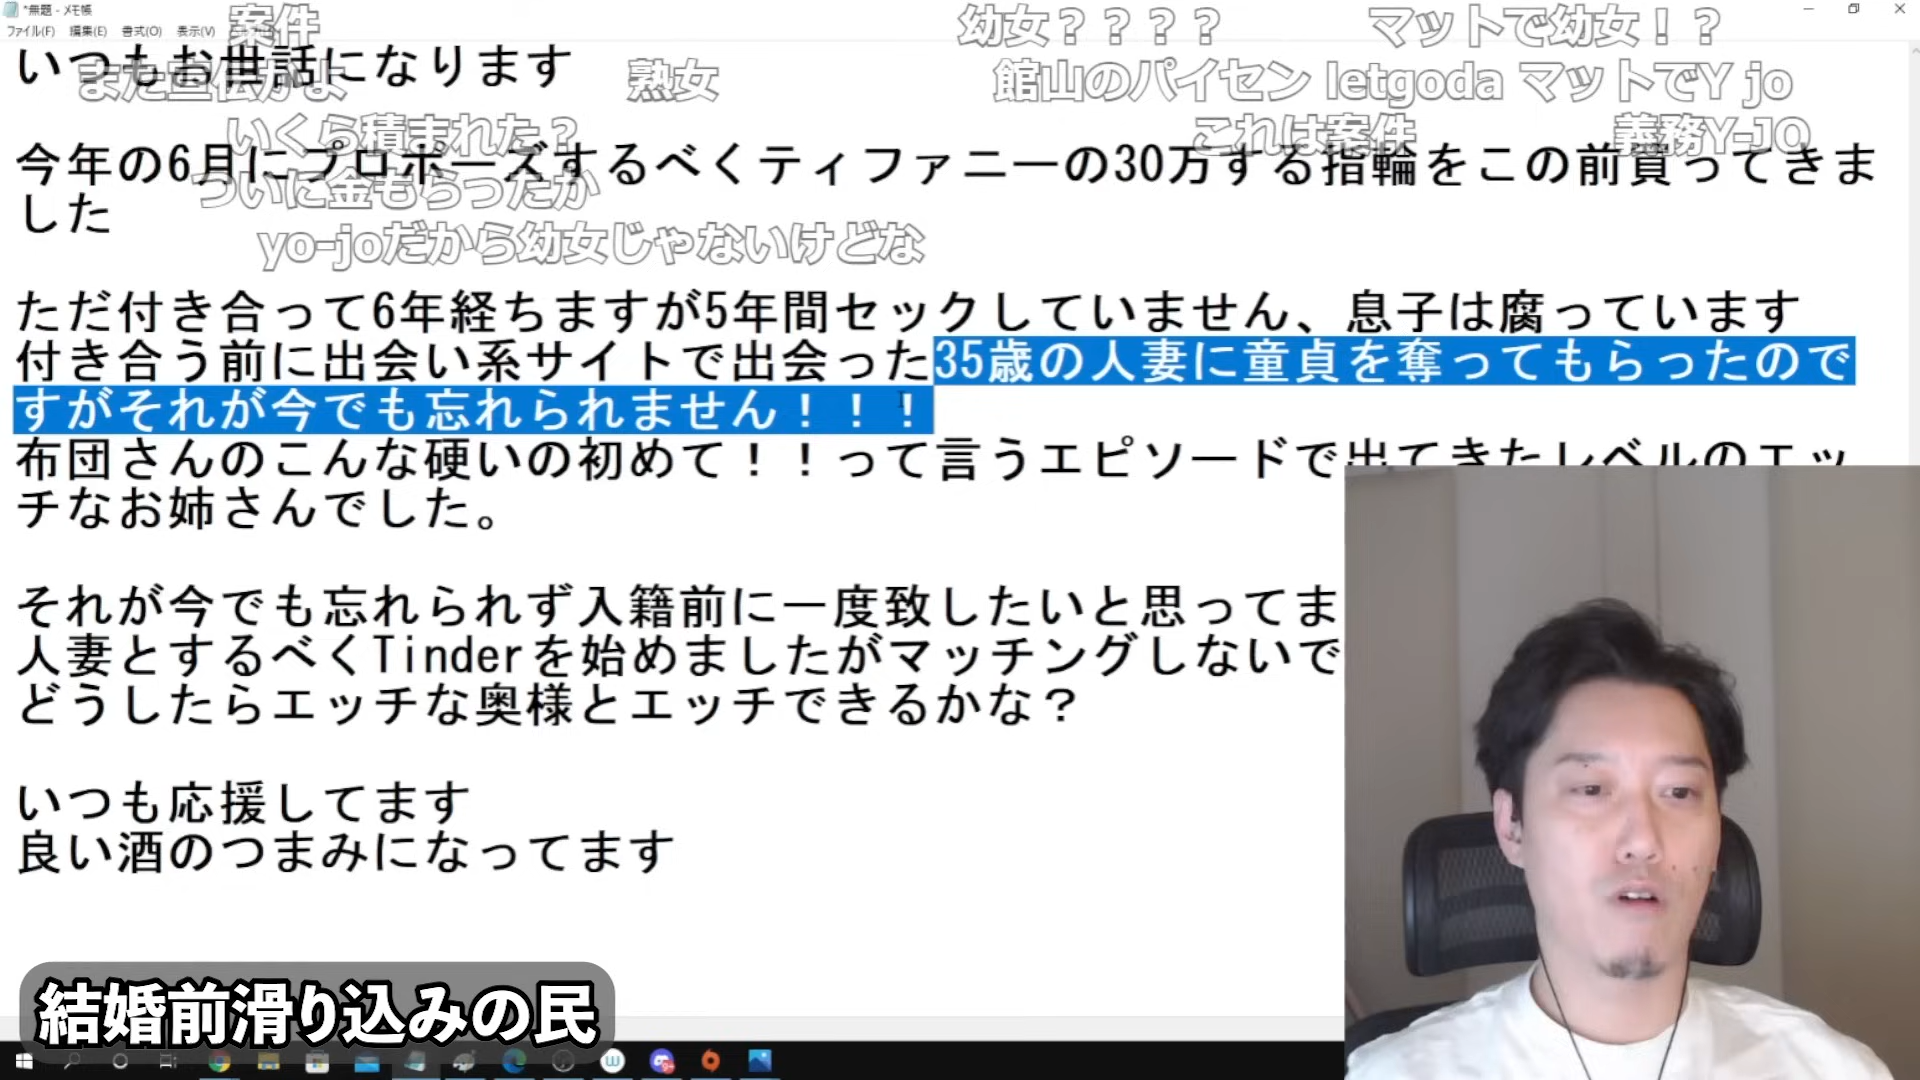 *無題 - メモ帳
ファイル(F) 編集(E) 書式(O) 表示(V)
案件
幼女？？？？
マットで幼女！？
いつもお世話になります
また宣伝かよ
熟女
館山のパイセン letgoda マットでY jo
いくら積まれた？
これは案件
義務Y-JO
今年の6月にプロポーズするべくティファニーの30万する指輪をこの前買ってきま
ついに金もらったか
した
yo-joだから幼女じゃないけどな
ただ付き合って6年経ちますが5年間セックしていません、息子は腐っています
付き合う前に出会い系サイトで出会った35歳の人妻に童貞を奪ってもらったので
すがそれが今でも忘れられません！！！
布団さんのこんな硬いの初めて！！って言うエピソードで出てきたレベルのエッ
チなお姉さんでした。
それが今でも忘れられず入籍前に一度致したいと思ってま
人妻とするべくTinderを始めましたがマッチングしないで
どうしたらエッチな奥様とエッチできるかな？
いつも応援してます
良い酒のつまみになってます
結婚前滑り込みの民